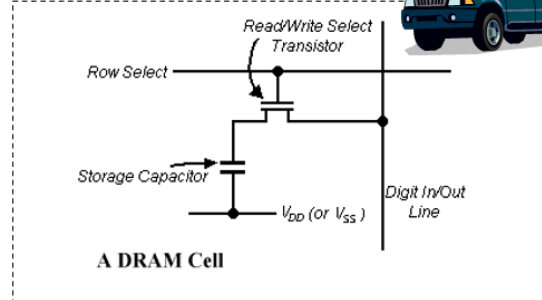 Read/Write Select
Transistor
Row Select
Storage Capacitor
Digit In/Out
Line
V_DD (or V_SS)
A DRAM Cell